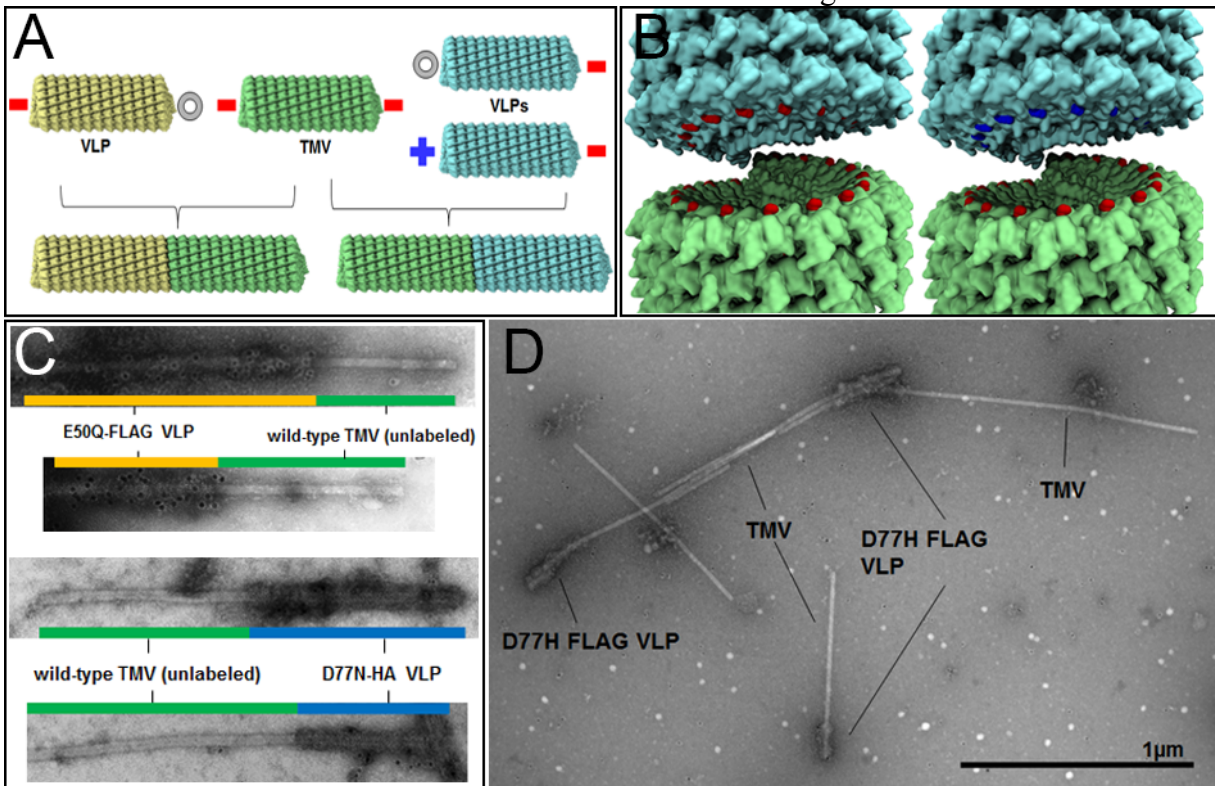 A
VLP
TMV
VLPs
B
C
E50Q-FLAG VLP
wild-type TMV (unlabeled)
wild-type TMV (unlabeled)
D77N-HA VLP
D
TMV
TMV
D77H FLAG
VLP
D77H FLAG VLP
1µm